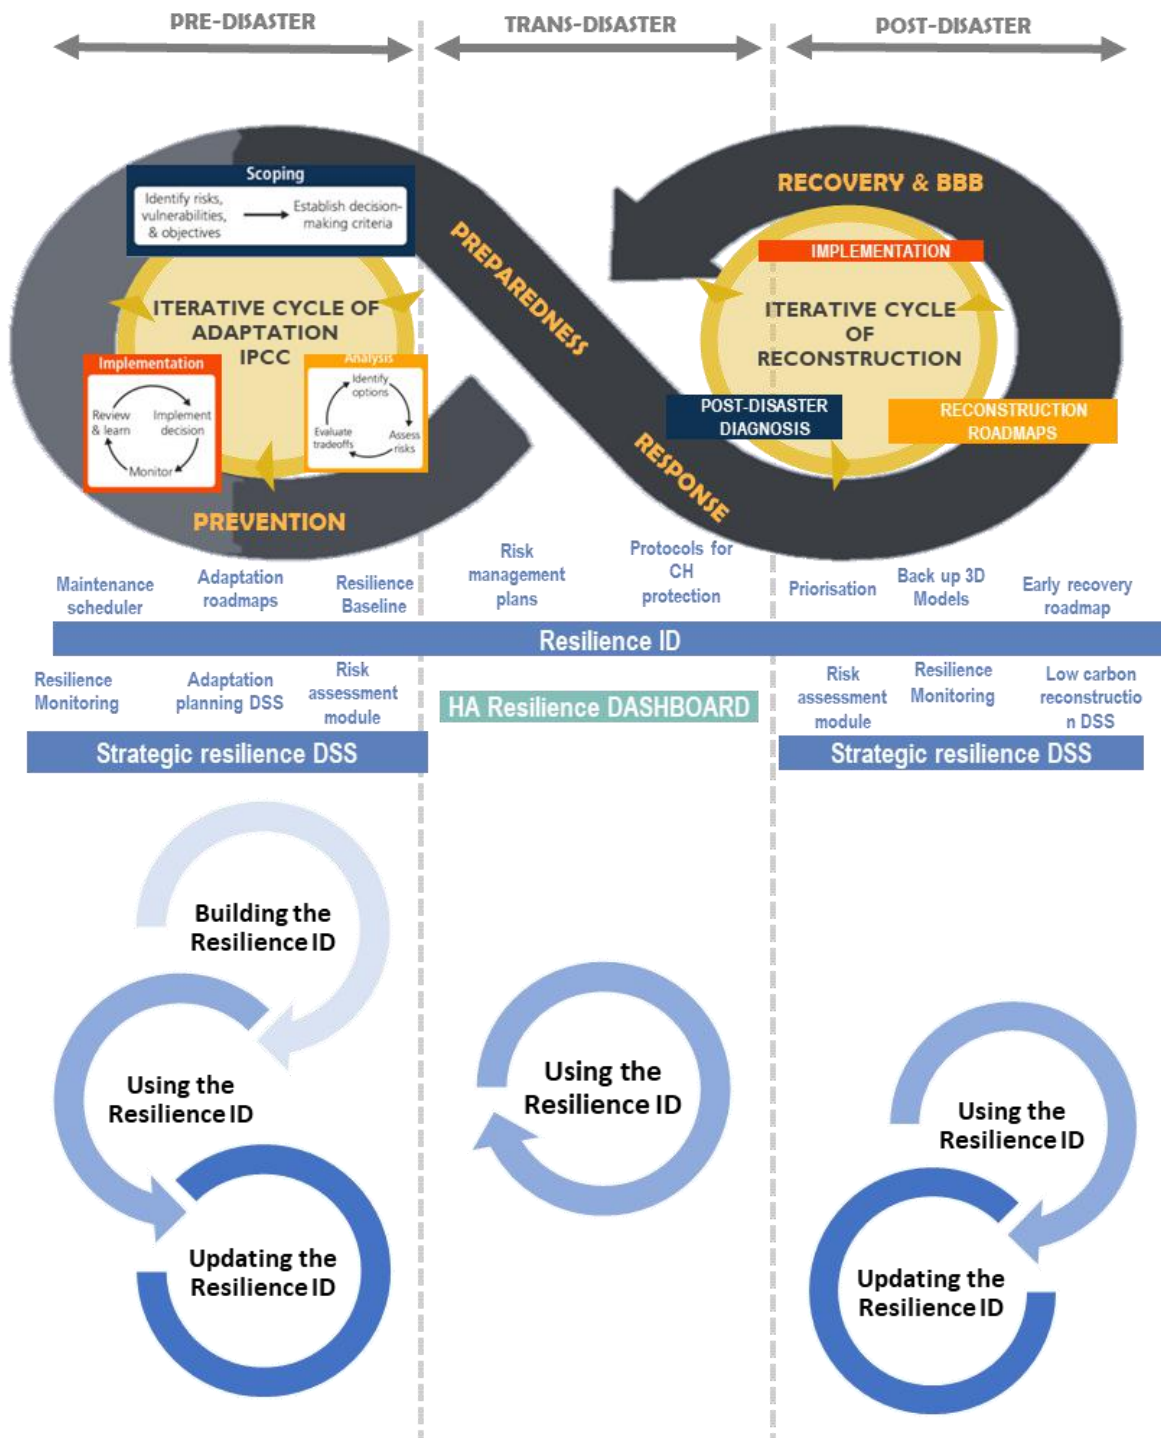 PRE-DISASTER
TRANS-DISASTER
POST-DISASTER
Scoping
Identify risks,
vulnerabilities,
& objectives
Establish decision-
making criteria
ITERATIVE CYCLE OF
ADAPTATION
IPCC
Implementation
Review
& learn
Implement
decision
Monitor
Analysis
Identify
options
Evaluate
tradeoffs
Assess
risks
PREVENTION
PREPAREDNESS
RESPONSE
RECOVERY & BBB
IMPLEMENTATION
ITERATIVE CYCLE
OF
RECONSTRUCTION
POST-DISASTER
DIAGNOSIS
RECONSTRUCTION
ROADMAPS
Maintenance
scheduler
Adaptation
roadmaps
Resilience
Baseline
Risk
management
plans
Protocols for
CH
protection
Priorisation
Back up 3D
Models
Early recovery
roadmap
Resilience ID
Resilience
Monitoring
Adaptation
planning DSS
Risk
assessment
module
HA Resilience DASHBOARD
Risk
assessment
module
Resilience
Monitoring
Low carbon
reconstructio
n DSS
Strategic resilience DSS
Strategic resilience DSS
Building the
Resilience ID
Using the
Resilience ID
Updating the
Resilience ID
Using the
Resilience ID
Using the
Resilience ID
Updating the
Resilience ID